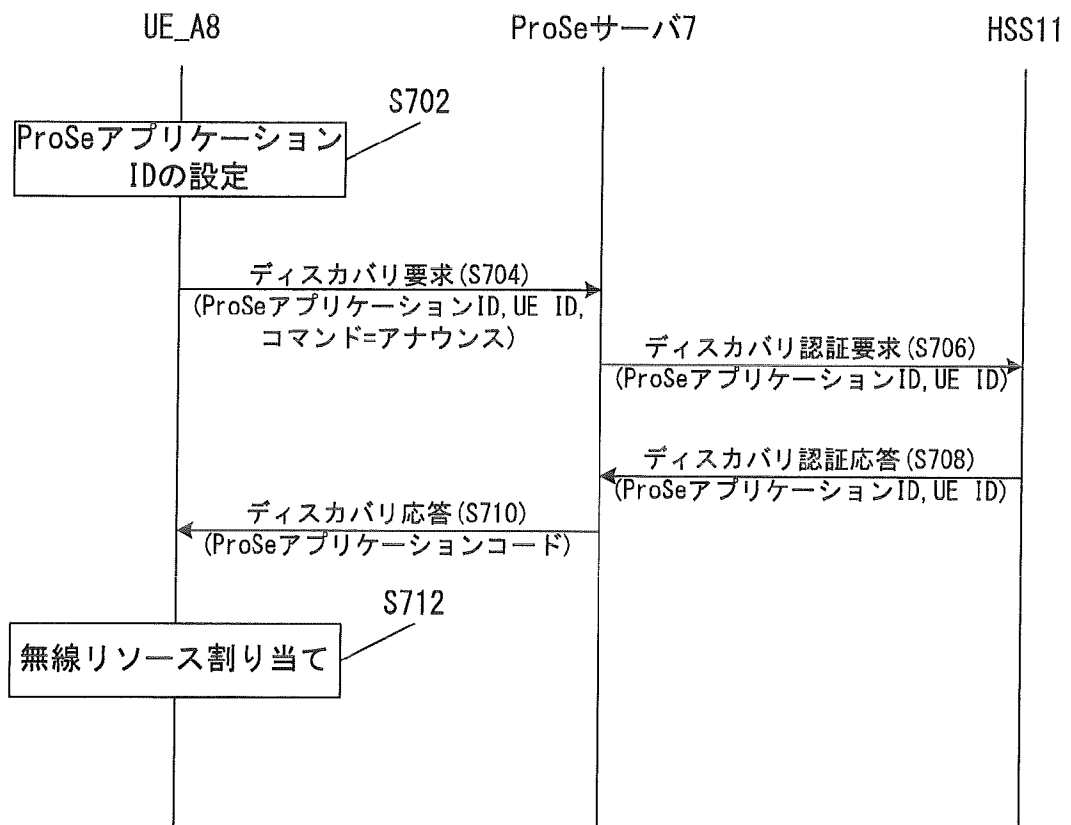 UE_A8
ProSeサーバ7
HSS11
S702
ProSeアプリケーション
IDの設定
ディスカバリ要求(S704)
(ProSeアプリケーションID,UE ID,
コマンド=アナウンス)
ディスカバリ認証要求(S706)
(ProSeアプリケーションID,UE ID)
ディスカバリ認証応答(S708)
(ProSeアプリケーションID,UE ID)
ディスカバリ応答(S710)
(ProSeアプリケーションコード)
S712
無線リソース割り当て